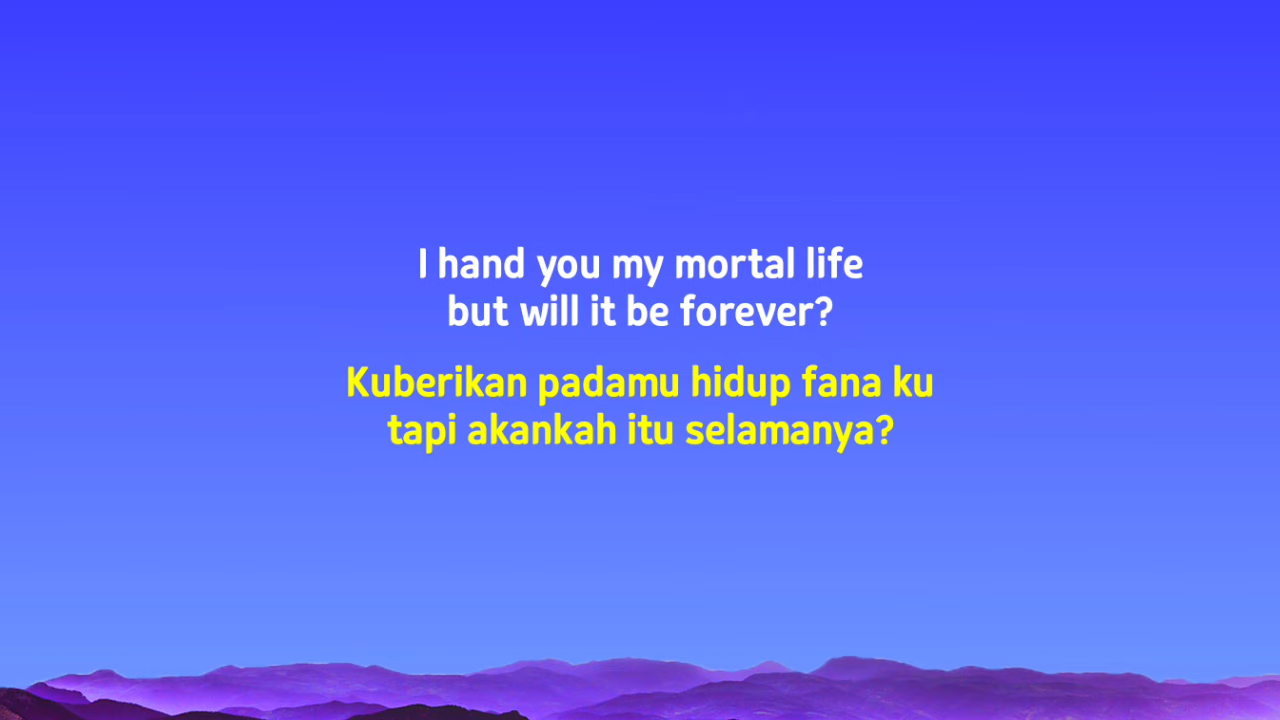 I hand you my mortal life
but will it be forever?
Kuberikan padamu hidup fana ku
tapi akankah itu selamanya?